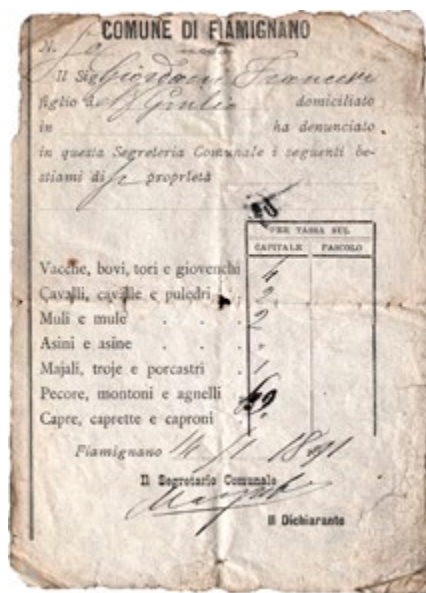 COMUNE DI FIAMIGNANO
N.
Il Sig Giordani Francesco
figlio di Giulio domiciliato
in ha denunciato
in questa Segreteria Comunale i seguenti be-
stiami di proprietà
PER TASSA SUL
CAPITALE PASCOLO
Vacche, bovi, tori e giovenchi 4
Cavalli, cavalle e puledri . 2
Muli e mule . . . 2
Asini e asine . . . "
Majali, troje e porcastri . 1
Pecore, montoni e agnelli
Capre, caprette e caproni "
Fiamignano 14/1 1891
Il Segretario Comunale
Il Dichiarante